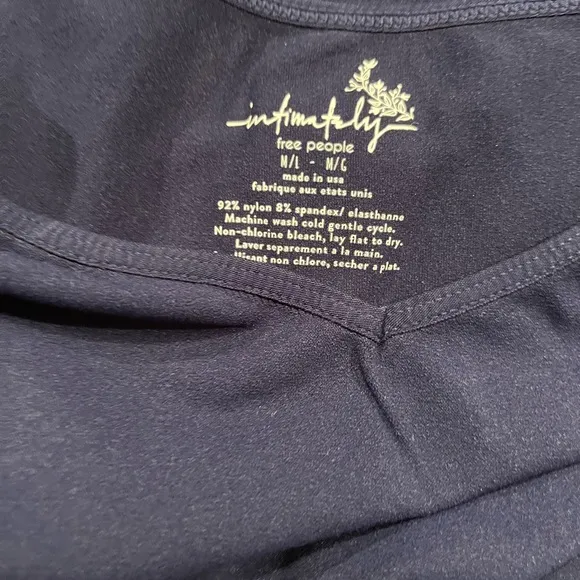 intimately
free people
M/L - M/G
made in usa
fabrique aux etats unis
92% nylon 8% spandex/ elasthanne
Machine wash cold gentle cycle.
Non-chlorine bleach, lay flat to dry.
Laver separement a la main.
non chlore, secher a plat.